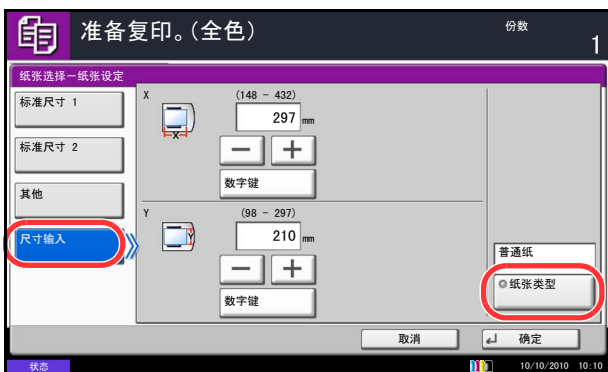 准备复印。(全色)
份数
1
纸张选择-纸张设定
标准尺寸 1
标准尺寸 2
其他
尺寸输入
X
(148 - 432)
297 mm
X
数字键
Y
(98 - 297)
210 mm
Y
数字键
普通纸
纸张类型
取消
确定
状态
10/10/2010 10:10